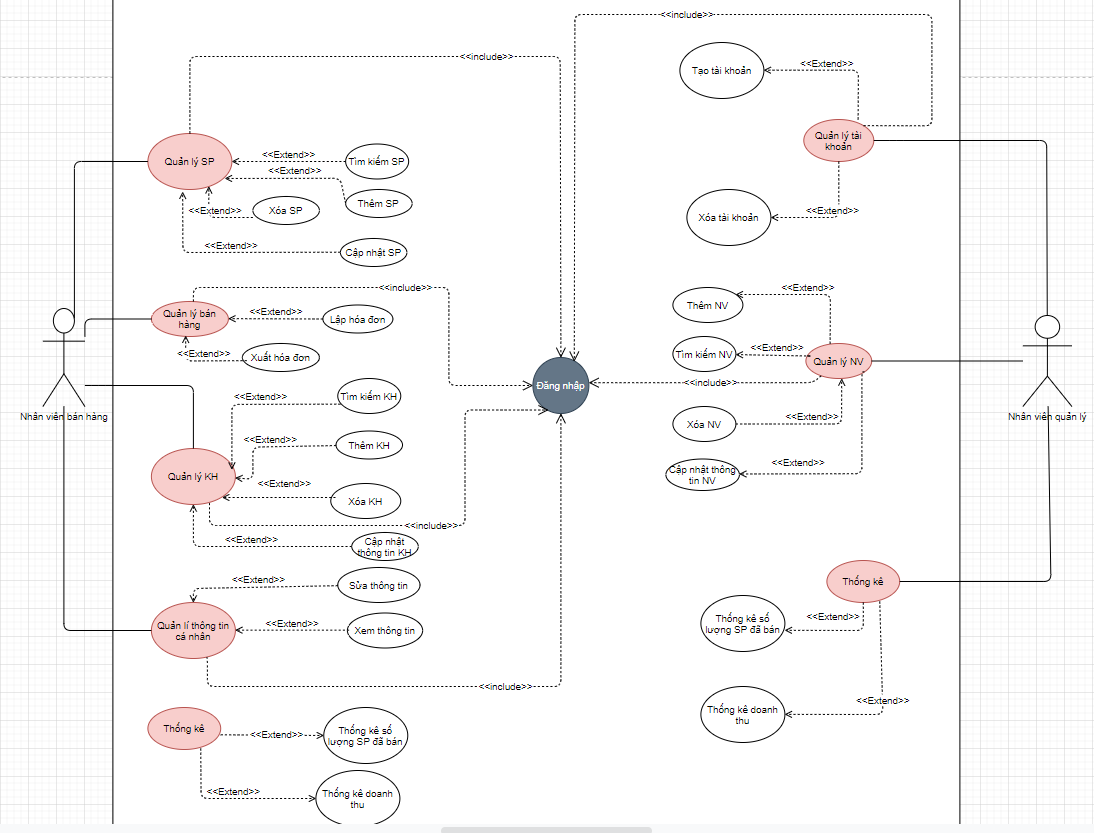 <<include>>
<<include>>
Tạo tài khoản
<<Extend>>
Quản lý tài
khoản
Quản lý SP
<<Extend>>
Tìm kiếm SP
<<Extend>>
Thêm SP
<<Extend>>
Xóa SP
<<Extend>>
Cập nhật SP
Xóa tài khoản
<<Extend>>
<<include>>
Quản lý bán
hàng
<<Extend>>
Lập hóa đơn
<<Extend>>
Xuất hóa đơn
Thêm NV
<<Extend>>
Tìm kiếm NV
<<Extend>>
Quản lý NV
<<include>>
Đăng nhập
Xóa NV
<<Extend>>
Cập nhật thông
tin NV
<<Extend>>
Nhân viên bán hàng
Nhân viên quản lý
<<Extend>>
Tìm kiếm KH
<<Extend>>
Thêm KH
Quản lý KH
<<Extend>>
Xóa KH
<<include>>
<<Extend>>
Cập nhật
thông tin KH
<<Extend>>
Sửa thông tin
Quản lí thông tin
cá nhân
<<Extend>>
Xem thông tin
<<include>>
Thống kê
Thống kê số
lượng SP đã bán
<<Extend>>
Thống kê doanh
thu
<<Extend>>
Thống kê
<<Extend>>
Thống kê số
lượng SP đã bán
<<Extend>>
Thống kê doanh
thu